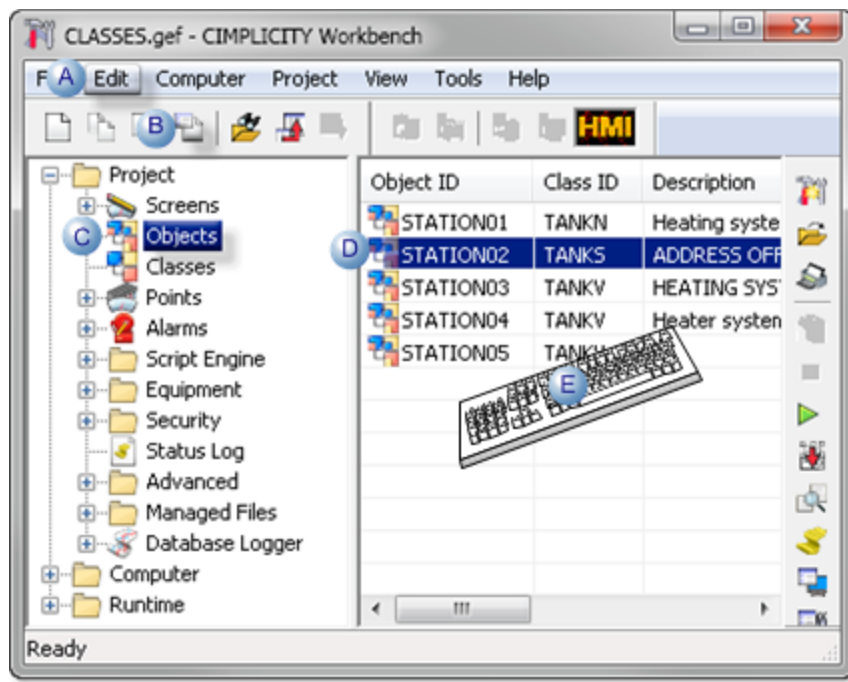 CLASSES.gef - CIMPLICITY Workbench
F A Edit Computer Project View Tools Help
B HMI
Project
Screens
C Objects
Classes
Points
Alarms
Script Engine
Equipment
Security
Status Log
Advanced
Managed Files
Database Logger
Computer
Runtime
Object ID Class ID Description
STATION01 TANKN Heating syste
D STATION02 TANKS ADDRESS OFF
STATION03 TANKV HEATING SYS
STATION04 TANKV Heater system
STATION05
E
Ready